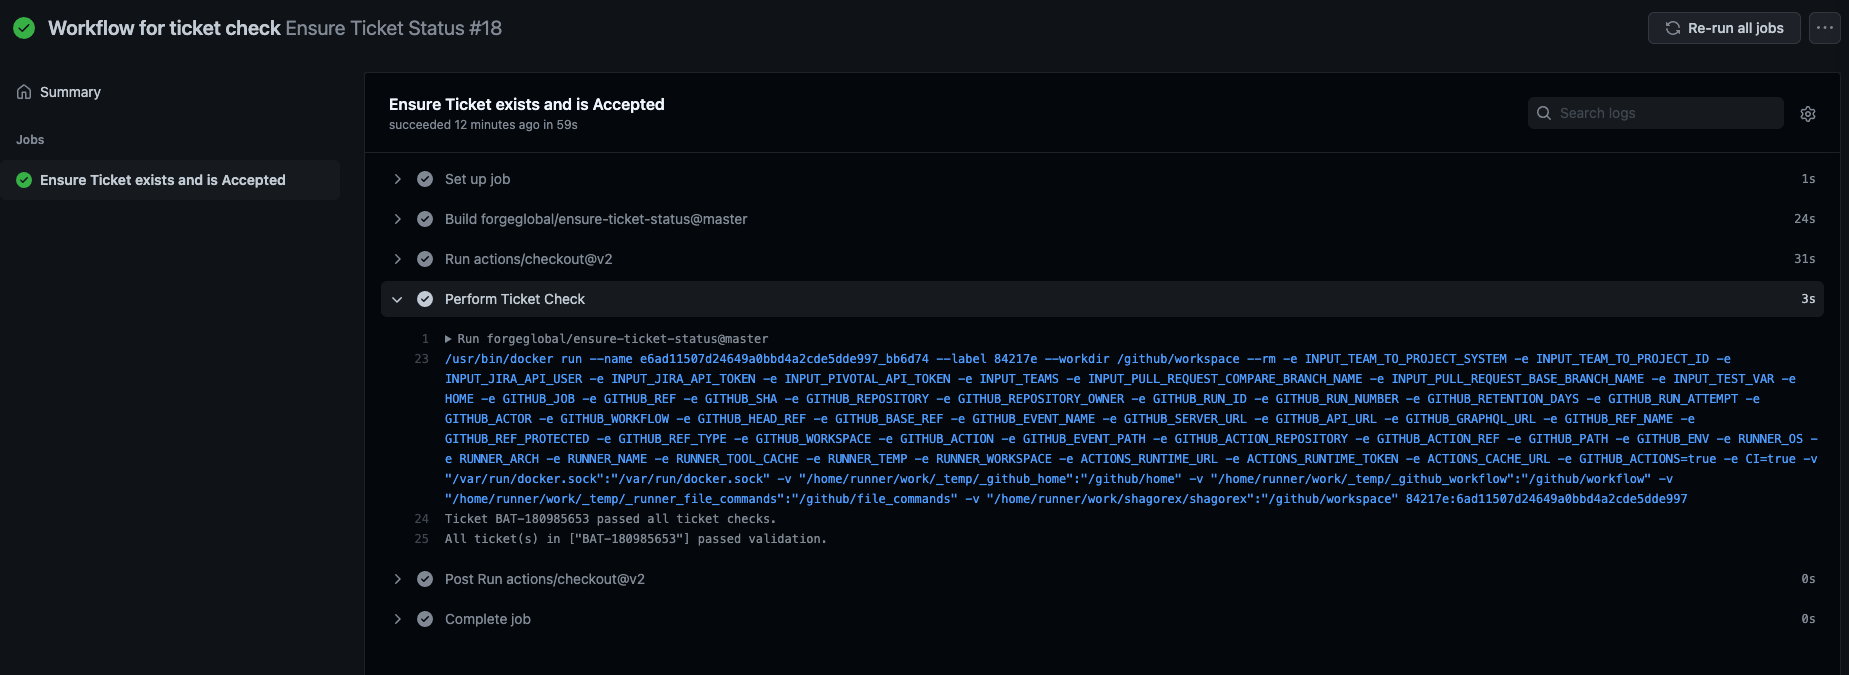 Workflow for ticket check Ensure Ticket Status #18
Re-run all jobs
Summary
Jobs
Ensure Ticket exists and is Accepted
Ensure Ticket exists and is Accepted
succeeded 12 minutes ago in 59s
Search logs
Set up job 1s
Build forgeglobal/ensure-ticket-status@master 24s
Run actions/checkout@v2 31s
Perform Ticket Check 3s
1 Run forgeglobal/ensure-ticket-status@master
23 /usr/bin/docker run --name e6ad11507d24649a0bbd4a2cde5dde997_bb6d74 --label 84217e --workdir /github/workspace --rm -e INPUT_TEAM_TO_PROJECT_SYSTEM -e INPUT_TEAM_TO_PROJECT_ID -e
INPUT_JIRA_API_USER -e INPUT_JIRA_API_TOKEN -e INPUT_PIVOTAL_API_TOKEN -e INPUT_TEAMS -e INPUT_PULL_REQUEST_COMPARE_BRANCH_NAME -e INPUT_PULL_REQUEST_BASE_BRANCH_NAME -e INPUT_TEST_VAR -e
HOME -e GITHUB_JOB -e GITHUB_REF -e GITHUB_SHA -e GITHUB_REPOSITORY -e GITHUB_REPOSITORY_OWNER -e GITHUB_RUN_ID -e GITHUB_RUN_NUMBER -e GITHUB_RETENTION_DAYS -e GITHUB_RUN_ATTEMPT -e
GITHUB_ACTOR -e GITHUB_WORKFLOW -e GITHUB_HEAD_REF -e GITHUB_BASE_REF -e GITHUB_EVENT_NAME -e GITHUB_SERVER_URL -e GITHUB_API_URL -e GITHUB_GRAPHQL_URL -e GITHUB_REF_NAME -e
GITHUB_REF_PROTECTED -e GITHUB_REF_TYPE -e GITHUB_WORKSPACE -e GITHUB_ACTION -e GITHUB_EVENT_PATH -e GITHUB_ACTION_REPOSITORY -e GITHUB_ACTION_REF -e GITHUB_PATH -e GITHUB_ENV -e RUNNER_OS -
e RUNNER_ARCH -e RUNNER_NAME -e RUNNER_TOOL_CACHE -e RUNNER_TEMP -e RUNNER_WORKSPACE -e ACTIONS_RUNTIME_URL -e ACTIONS_RUNTIME_TOKEN -e ACTIONS_CACHE_URL -e GITHUB_ACTIONS=true -e CI=true -v
"/var/run/docker.sock":"/var/run/docker.sock" -v "/home/runner/work/_temp/_github_home":"/github/home" -v "/home/runner/work/_temp/_github_workflow":"/github/workflow" -v
"/home/runner/work/_temp/_runner_file_commands":"/github/file_commands" -v "/home/runner/work/shagorex/shagorex":"/github/workspace" 84217e:6ad11507d24649a0bbd4a2cde5dde997
24 Ticket BAT-180985653 passed all ticket checks.
25 All ticket(s) in ["BAT-180985653"] passed validation.
Post Run actions/checkout@v2 0s
Complete job 0s